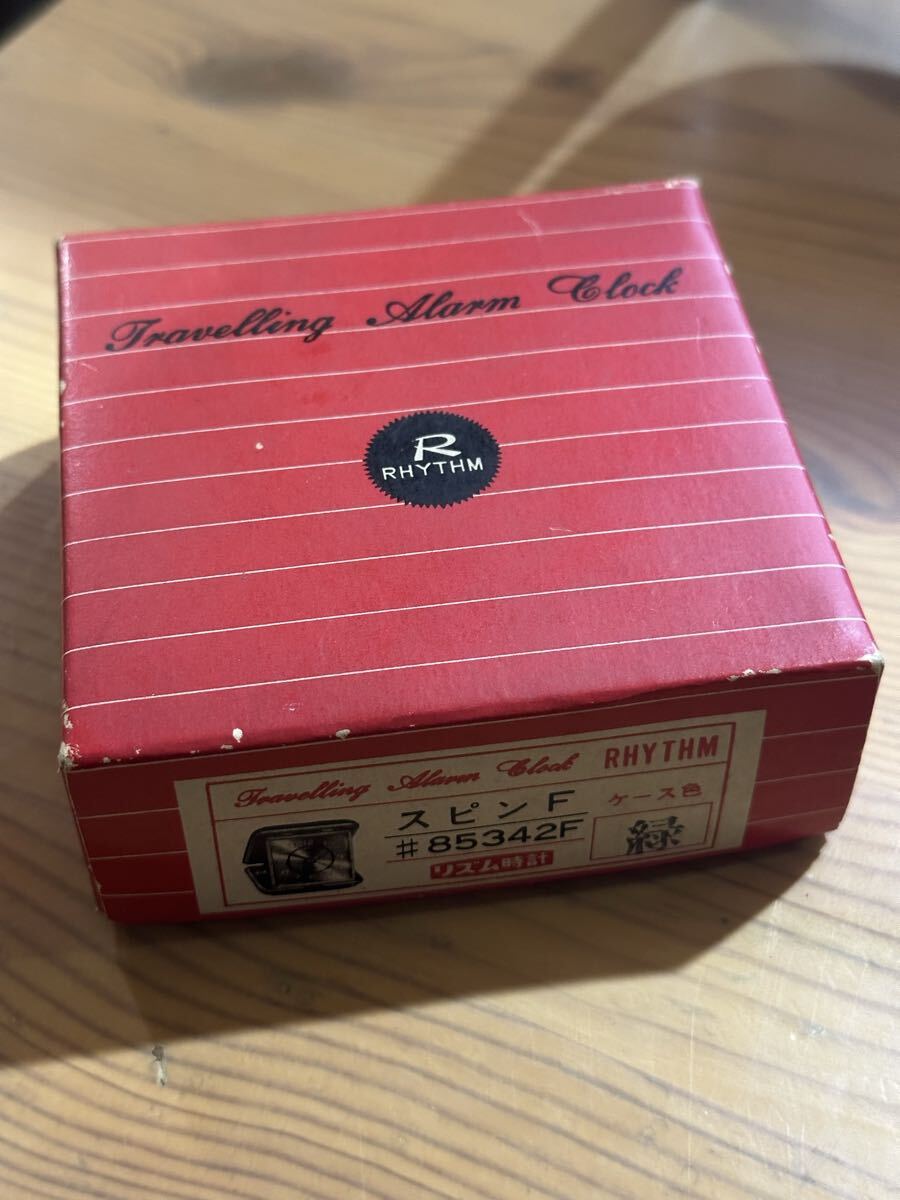 Travelling Alarm Clock
R
RHYTHM
Travelling Alarm Clock RHYTHM
スピンF
ケース色
#85342F
緑
リズム時計